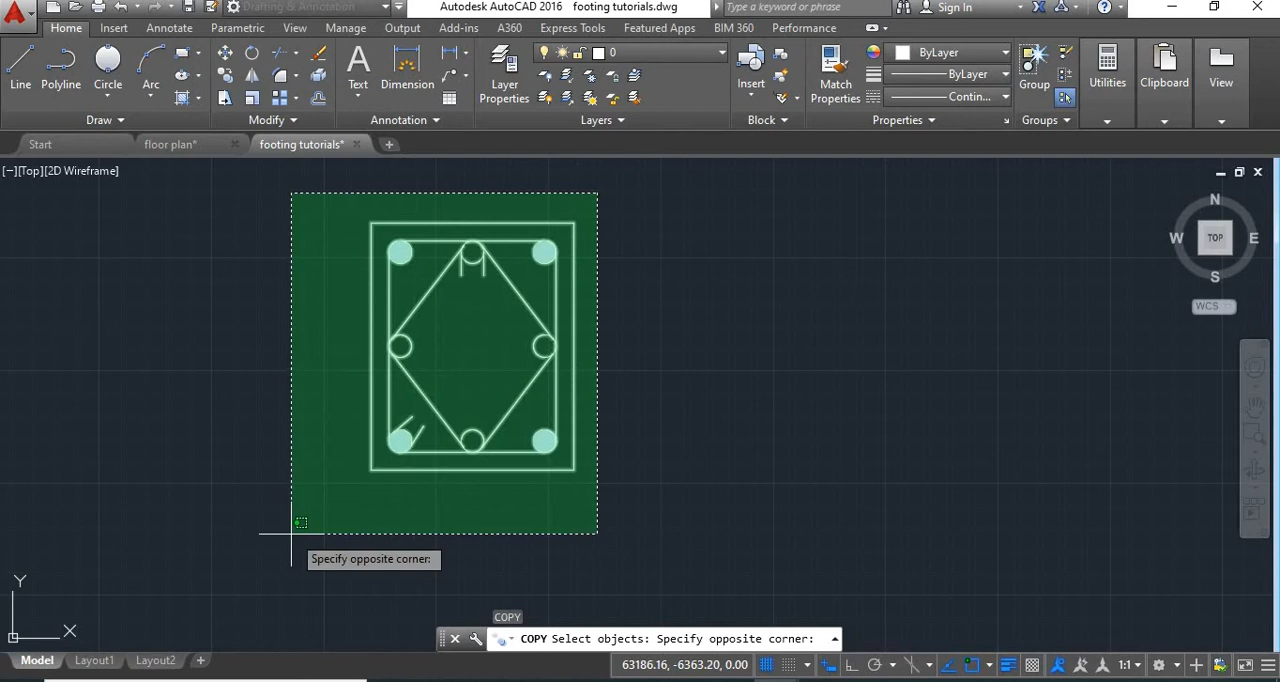 Drafting & Annotation
Autodesk AutoCAD 2016 footing tutorials.dwg
Type a keyword or phrase
Sign In
Home Insert Annotate Parametric View Manage Output Add-ins A360 Express Tools Featured Apps BIM 360 Performance
Line Polyline Circle Arc
Text Dimension
Layer Properties
0
Insert
Match Properties
ByLayer
ByLayer
Contin...
Group
Utilities Clipboard View
Draw Modify Annotation Layers Block Properties Groups
Start floor plan* footing tutorials*
[−][Top][2D Wireframe]
N
W TOP E
S
WCS
Specify opposite corner:
Y
X
COPY
COPY Select objects: Specify opposite corner:
Model Layout1 Layout2
63186.16, -6363.20, 0.00
1:1